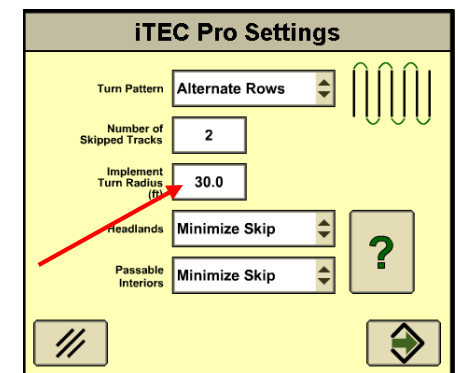 iTEC Pro Settings
Turn Pattern
Alternate Rows
Number of
Skipped Tracks
2
Implement
Turn Radius
(ft)
30.0
Headlands
Minimize Skip
?
Passable
Interiors
Minimize Skip